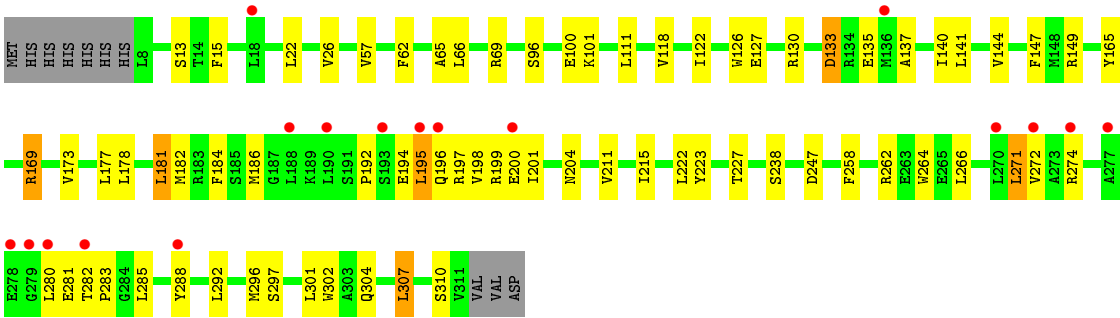 MET HIS HIS HIS HIS HIS HIS L8 S13 T14 F15 L18 L22 V26 V57 F62 A65 L66 R69 S96 E100 K101 L111 V118 I122 W126 E127 R130 D133 R134 E135 M136 A137 I140 L141 V144 F147 M148 R149 Y165
R169 V173 L177 L178 L181 M182 R183 F184 S185 M186 G187 L188 K189 L190 S191 P192 S193 E194 L195 Q196 R197 V198 R199 E200 I201 N204 V211 I215 L222 Y223 T227 S238 D247 F258 R262 E263 W264 E265 L266 L270 L271 V272 A273 R274 A277
E278 G279 L280 E281 T282 P283 G284 L285 Y288 L292 M296 S297 L301 W302 A303 Q304 L307 S310 V311 VAL VAL ASP